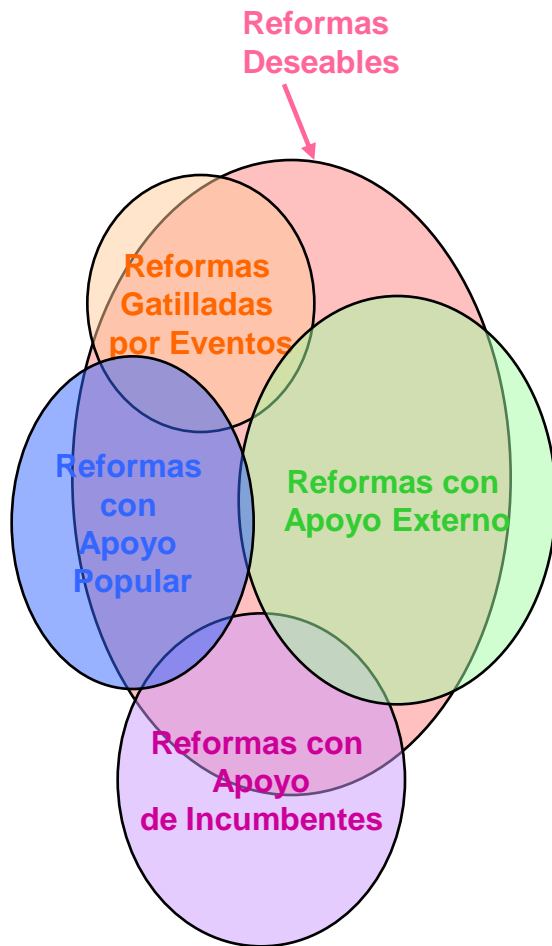 Reformas
Deseables
Reformas
Gatilladas
por Eventos
Reformas
con
Apoyo
Popular
Reformas con
Apoyo Externo
Reformas con
Apoyo
de Incumbentes